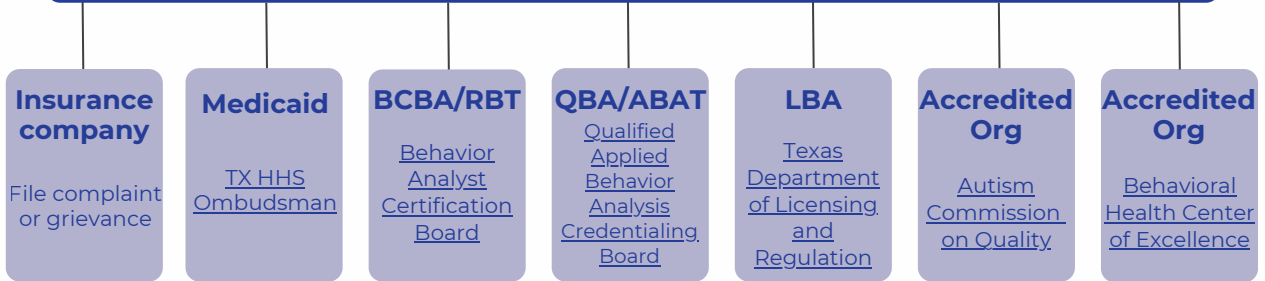 Insurance
company
File complaint
or grievance
Medicaid
TX HHS
Ombudsman
BCBA/RBT
Behavior
Analyst
Certification
Board
QBA/ABAT
Qualified
Applied
Behavior
Analysis
Credentialing
Board
LBA
Texas
Department
of Licensing
and
Regulation
Accredited
Org
Autism
Commission
on Quality
Accredited
Org
Behavioral
Health Center
of Excellence